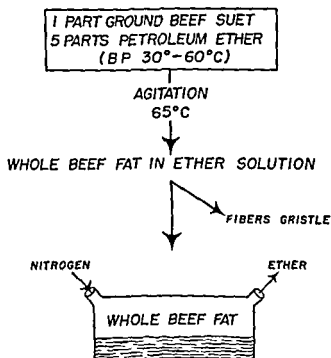 1 PART GROUND BEEF SUET
5 PARTS PETROLEUM ETHER
(BP 30°-60°C)
AGITATION
65°C
WHOLE BEEF FAT IN ETHER SOLUTION
FIBERS GRISTLE
NITROGEN
ETHER
WHOLE BEEF FAT